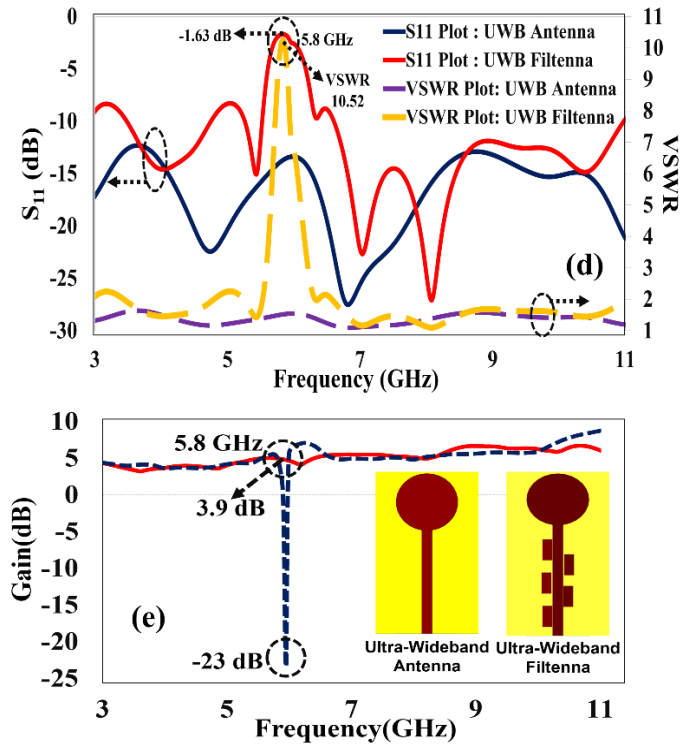 -1.63 dB
5.8 GHz
VSWR
10.52
S11 Plot : UWB Antenna
S11 Plot : UWB Filtenna
VSWR Plot: UWB Antenna
VSWR Plot: UWB Filtenna
0
-5
-10
-15
-20
-25
-30
S11 (dB)
11
10
9
8
7
6
5
4
3
2
1
VSWR
(d)
3
5
7
9
11
Frequency(GHz)
10
5
0
-5
-10
-15
-20
-25
Gain(dB)
5.8 GHz
3.9 dB
-23 dB
(e)
Ultra-Wideband
Antenna
Ultra-Wideband
Filtenna
3
5
7
9
11
Frequency(GHz)